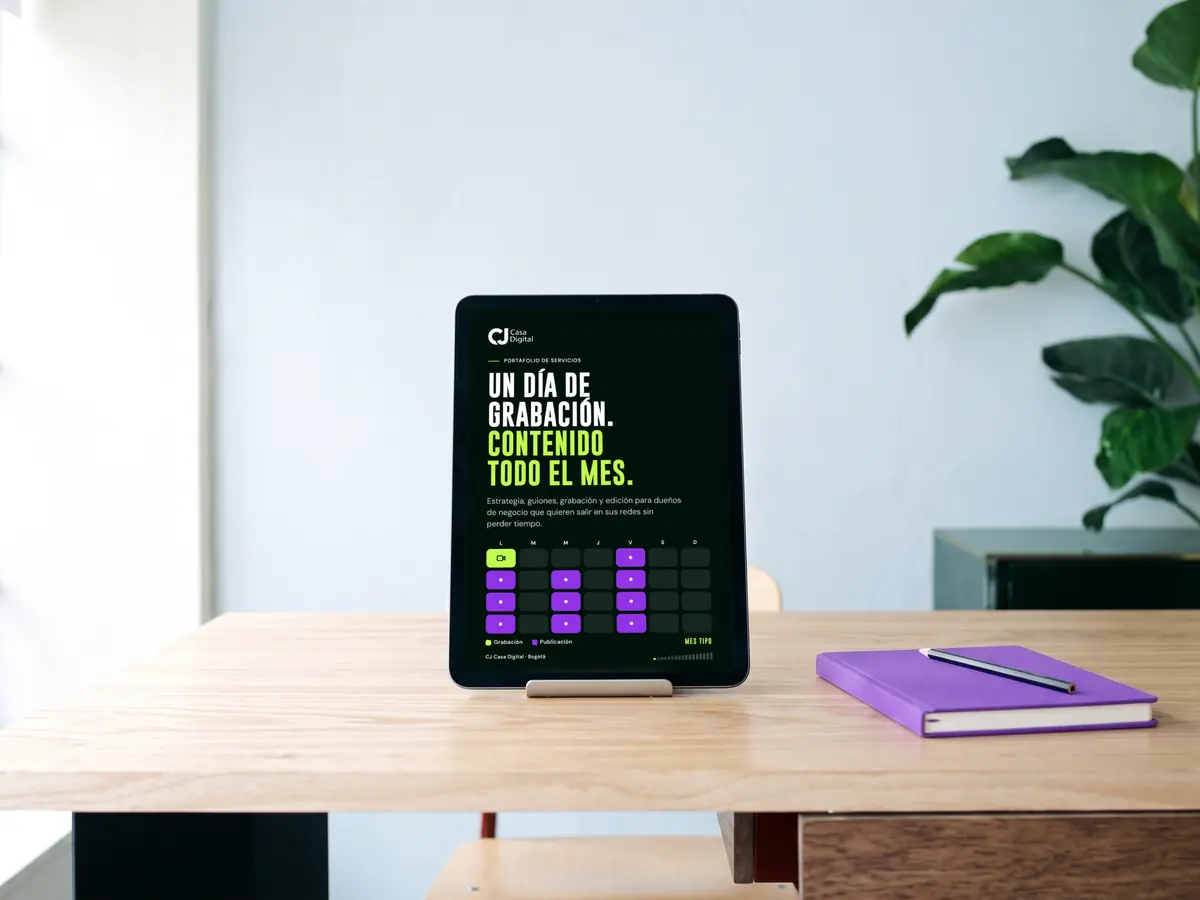 CJ Casa
Digital
PORTAFOLIO DE SERVICIOS
UN DÍA DE
GRABACIÓN.
CONTENIDO
TODO EL MES.
Estrategia, guiones, grabación y edición para dueños
de negocio que quieren salir en sus redes sin
perder tiempo.
L M M J V S D
Grabación Publicación MES TIPO
CJ Casa Digital · Bogotá